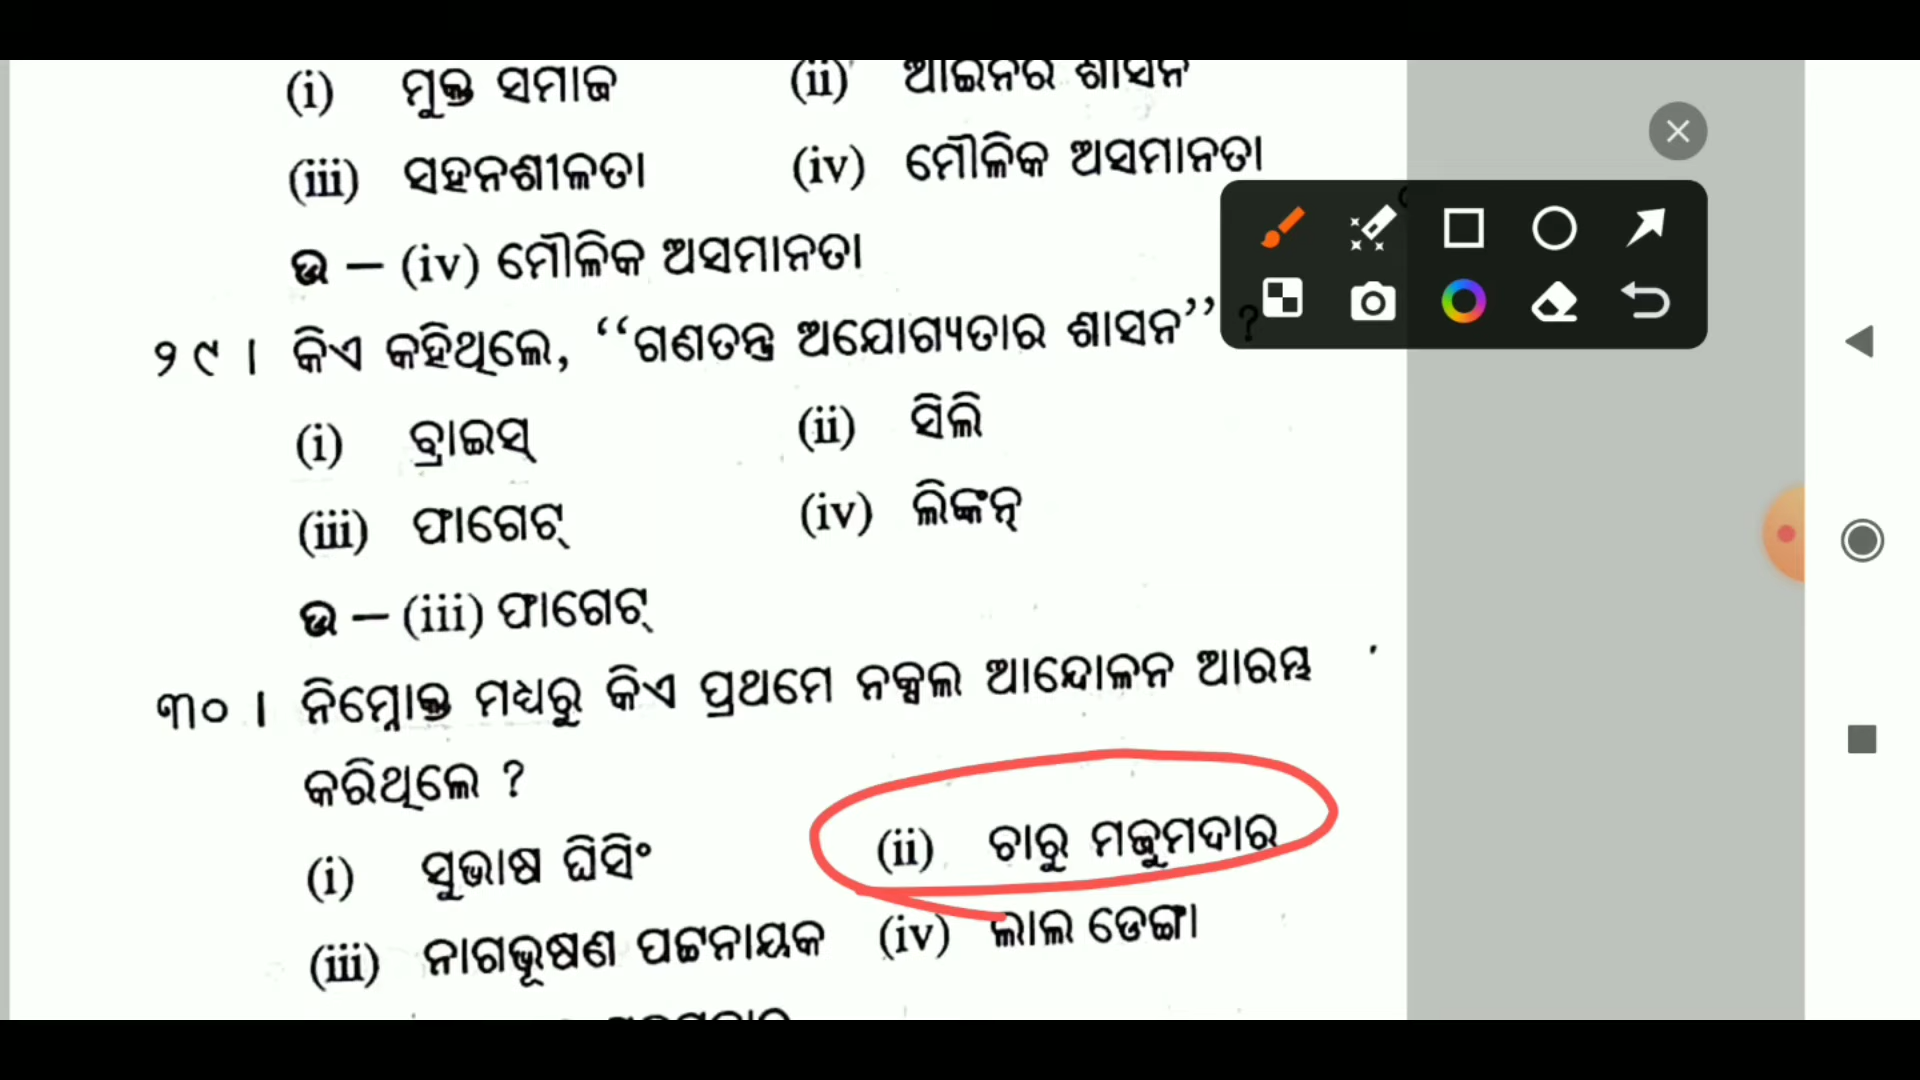 (i) ମୁକ୍ତ ସମାଜ (ii) ଆଇନର ଶାସନ
(iii) ସହନଶୀଳତା (iv) ମୌଳିକ ଅସମାନତା
ଉ – (iv) ମୌଳିକ ଅସମାନତା
୨୯ । କିଏ କହିଥିଲେ, ‘‘ଗଣତନ୍ତ୍ର ଅଯୋଗ୍ୟତାର ଶାସନ’’ ?
(i) ବ୍ରାଇସ୍ (ii) ସିଲି
(iii) ଫାଗେଟ୍ (iv) ଲିଙ୍କନ୍
ଉ – (iii) ଫାଗେଟ୍
୩୦ । ନିମ୍ନୋକ୍ତ ମଧ୍ୟରୁ କିଏ ପ୍ରଥମେ ନକ୍ସଲ ଆନ୍ଦୋଳନ ଆରମ୍ଭ
କରିଥିଲେ ?
(i) ସୁଭାଷ ଘିସିଂ (ii) ଚାରୁ ମଜୁମଦାର
(iii) ନାଗଭୂଷଣ ପଟ୍ଟନାୟକ (iv) ଲାଲ ଡେଙ୍ଗା